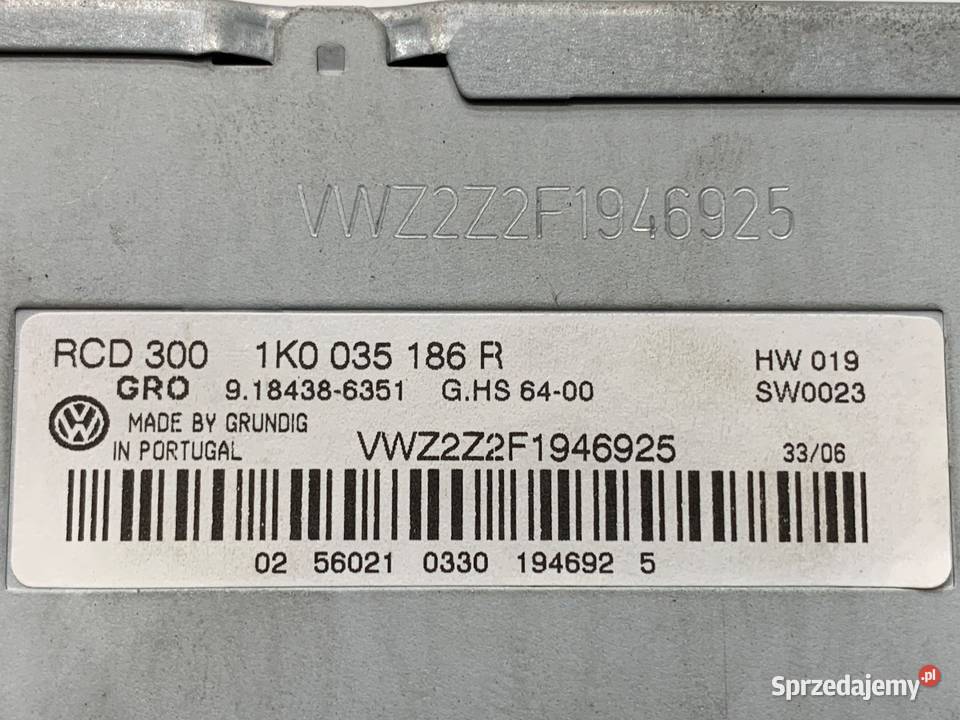 VWZ2Z2F1946925
RCD 300 1K0 035 186 R HW 019
GRO 9.18438-6351 G.HS 64-00 SW0023
VW MADE BY GRUNDIG
IN PORTUGAL VWZ2Z2F1946925 33/06
02 56021 0330 194692 5
Sprzedajemy.pl